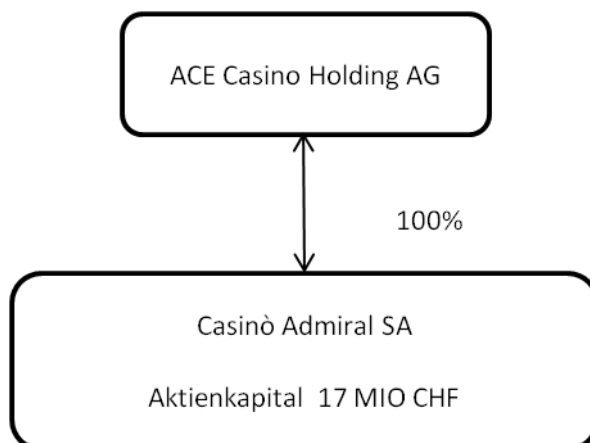 ACE Casino Holding AG
100%
Casinò Admiral SA
Aktienkapital 17 MIO CHF